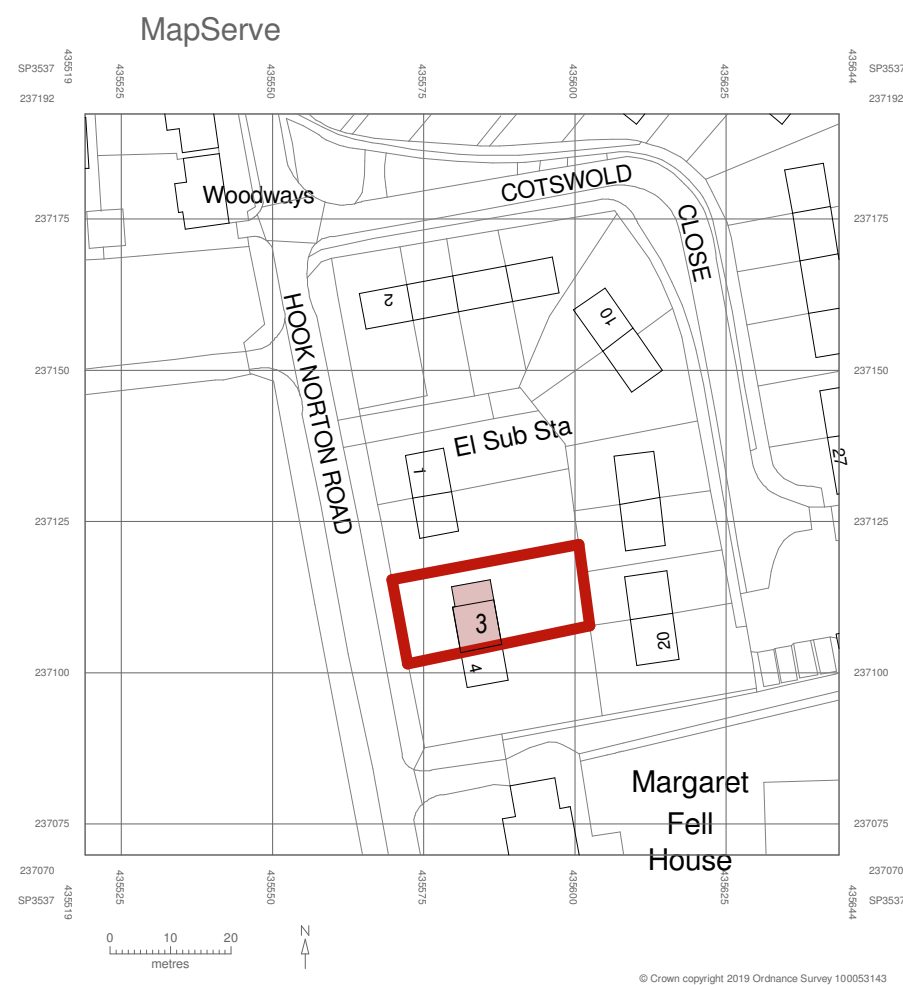 MapServe
435519
435525
435550
435575
435600
435625
435644
SP3537
SP3537
237192
237192
Woodways
COTSWOLD
CLOSE
237175
237175
2
10
HOOK NORTON ROAD
237150
237150
El Sub Sta
1
27
237125
237125
3
20
4
237100
237100
Margaret
Fell
House
237075
237075
237070
237070
SP3537
SP3537
435519
435525
435550
435575
435600
435625
435644
0 10 20
metres
N
© Crown copyright 2019 Ordnance Survey 100053143